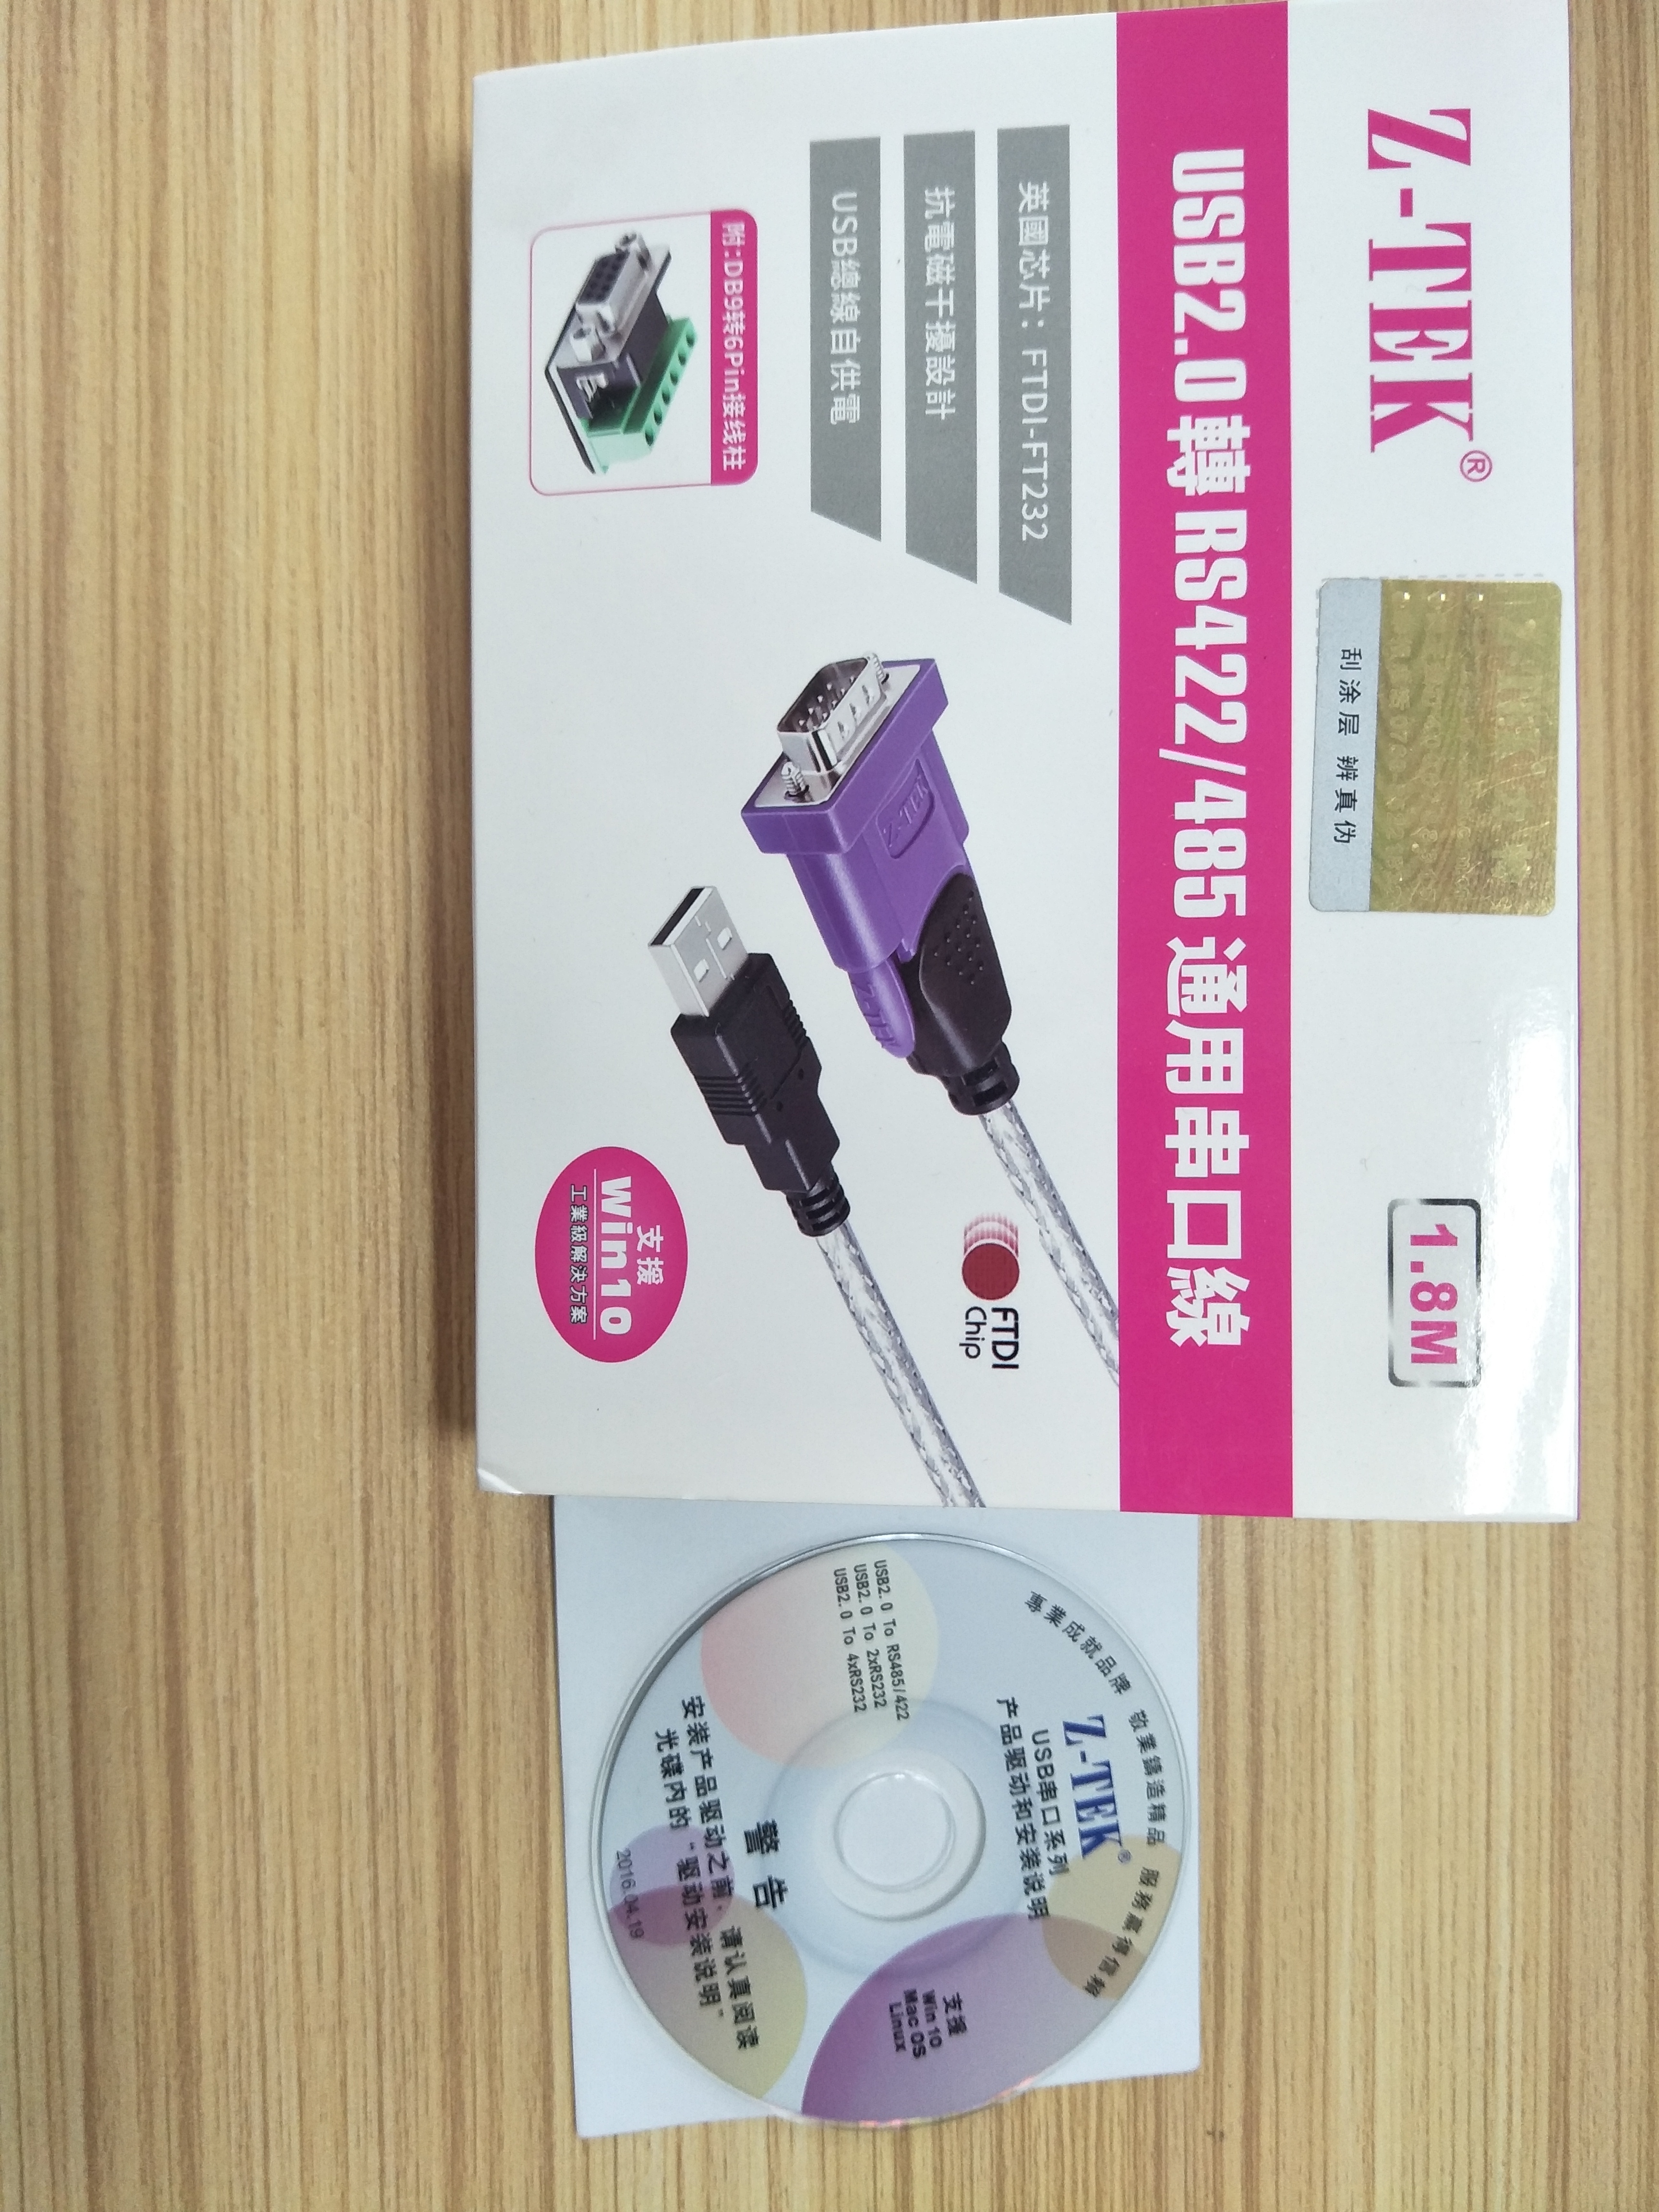 Z-TEK®
刮涂层 辨真伪
1.8M
USB2.0 轉 RS422/485 通用串口線
英國芯片：FTDI-FT232
抗電磁干擾設計
USB總線自供電
附:DB9转6Pin接线柱
Z-TEK
Z-TEK
FTDI
Chip
支援
Win10
工業級解決方案
專業成就品牌 敬業鑄造精品 服務贏得信賴
Z-TEK®
USB串口系列
产品驱动和安装说明
USB2.0 To RS485/422
USB2.0 To 2xRS232
USB2.0 To 4xRS232
支援
Win 10
Mac OS
Linux
警告
安装产品驱动之前，请认真阅读
光碟内的“驱动安装说明”
2016.04.19